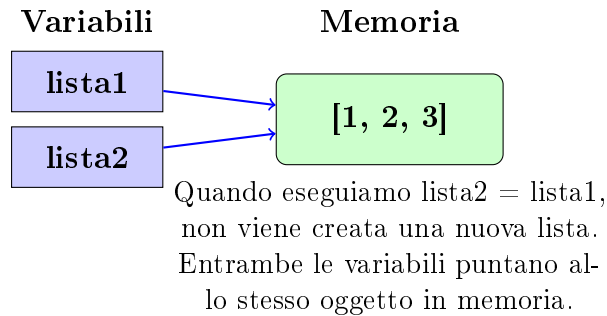 Variabili
Memoria
lista1
[1, 2, 3]
lista2
Quando eseguiamo lista2 = lista1,
non viene creata una nuova lista.
Entrambe le variabili puntano al-
lo stesso oggetto in memoria.